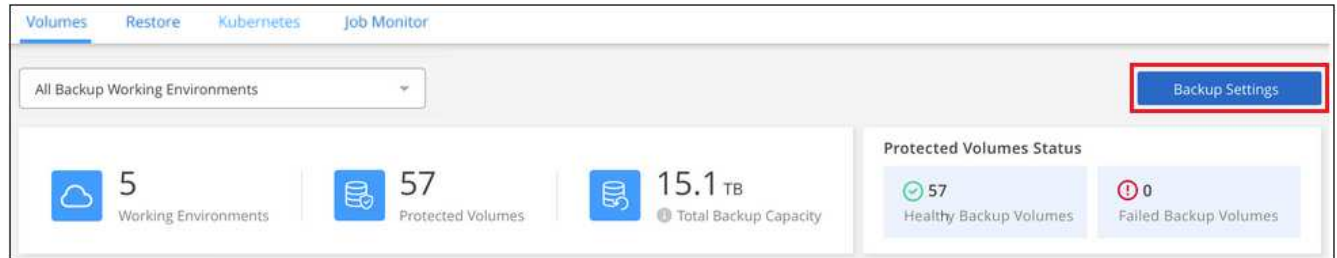 Volumes Restore Kubernetes Job Monitor
All Backup Working Environments
Backup Settings
5
Working Environments
57
Protected Volumes
15.1 TB
Total Backup Capacity
Protected Volumes Status
57
Healthy Backup Volumes
0
Failed Backup Volumes